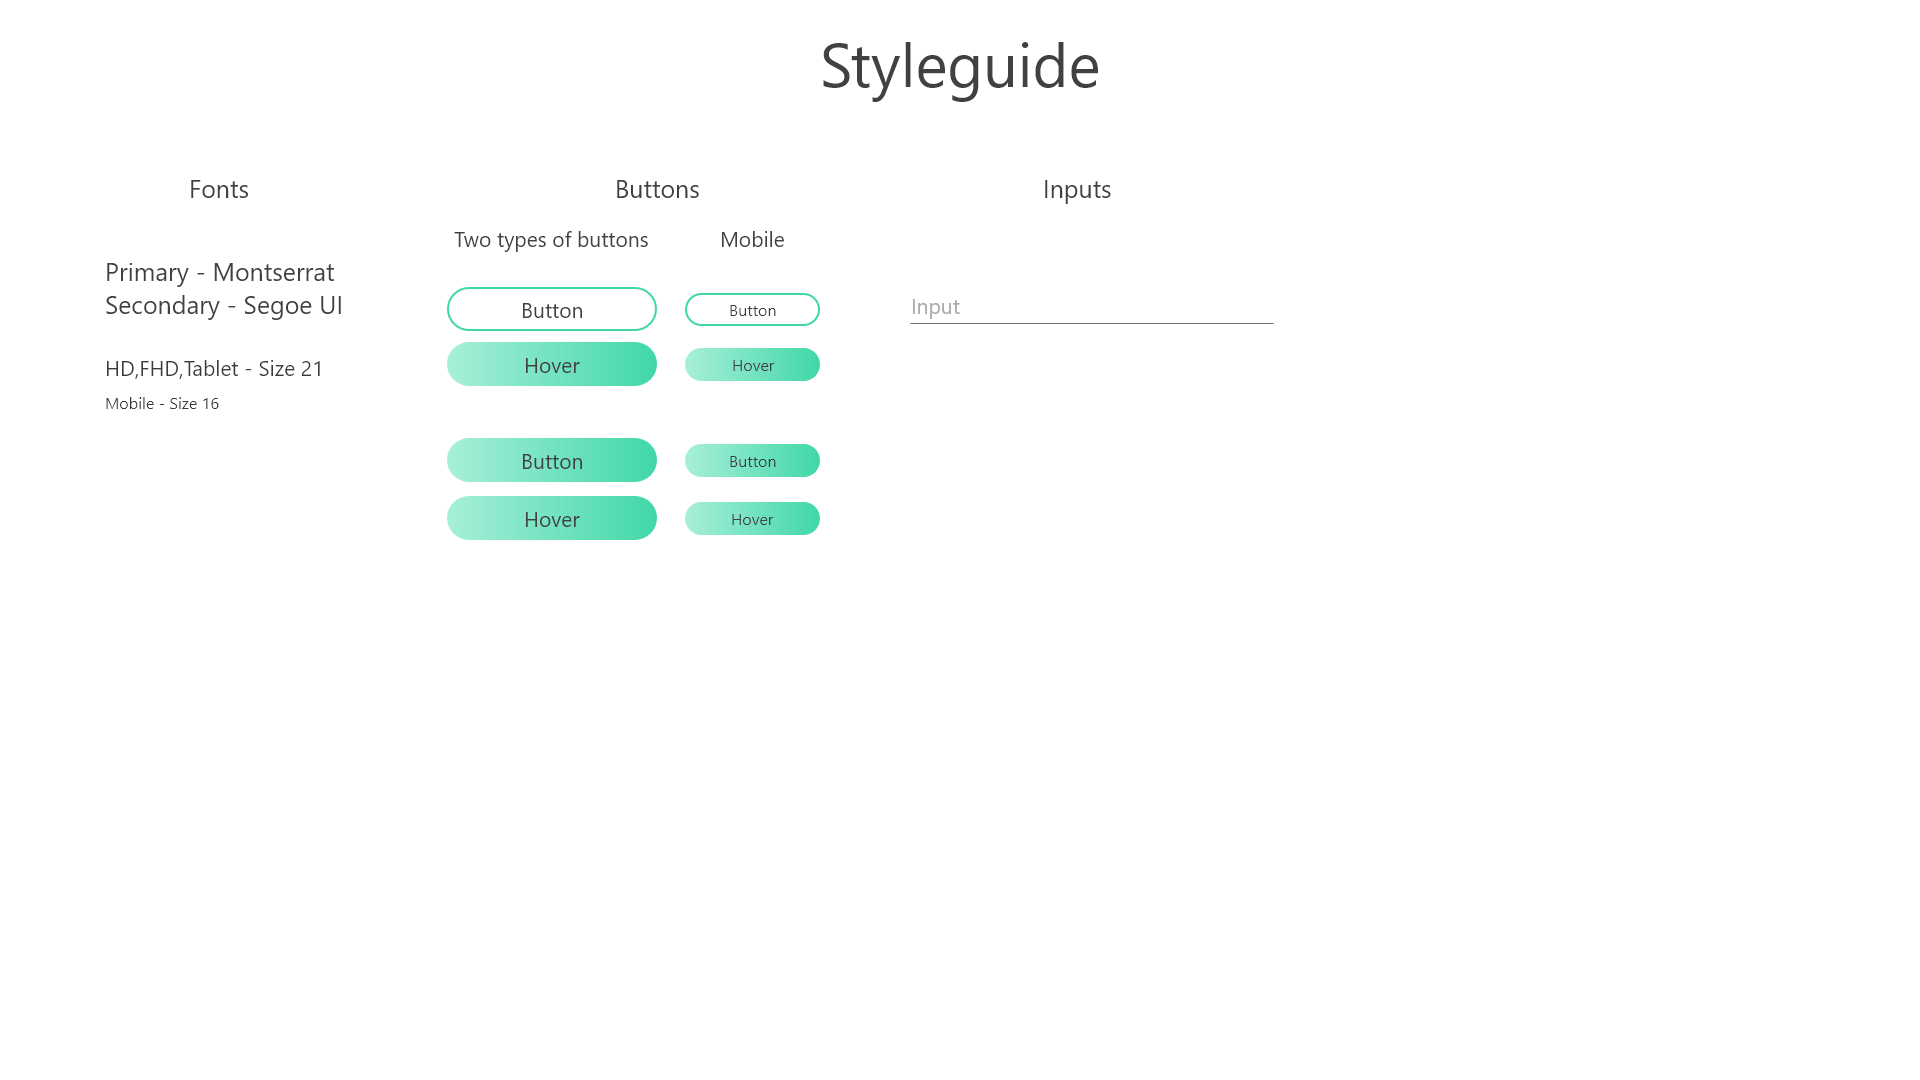 Styleguide
Fonts
Primary - Montserrat
Secondary - Segoe UI
HD,FHD,Tablet - Size 21
Mobile - Size 16
Buttons
Two types of buttons
Mobile
Button
Button
Hover
Hover
Button
Button
Hover
Hover
Inputs
Input